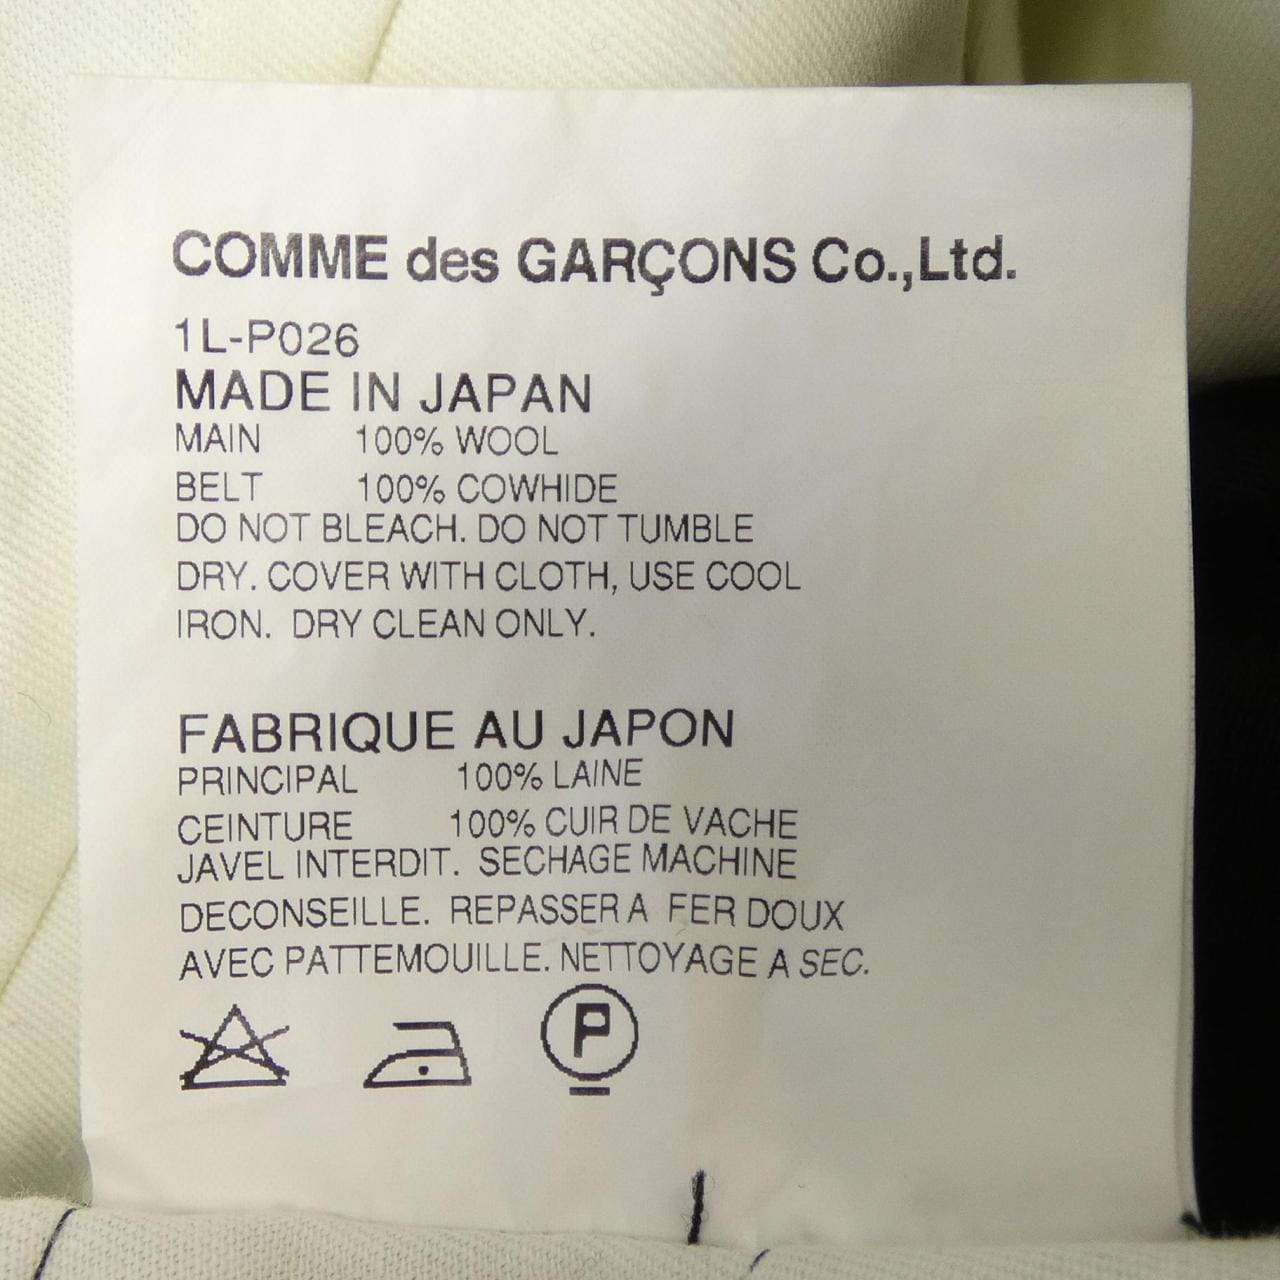 COMME des GARÇONS Co.,Ltd.
1L-P026
MADE IN JAPAN
MAIN 100% WOOL
BELT 100% COWHIDE
DO NOT BLEACH. DO NOT TUMBLE
DRY. COVER WITH CLOTH, USE COOL
IRON. DRY CLEAN ONLY.
FABRIQUE AU JAPON
PRINCIPAL 100% LAINE
CEINTURE 100% CUIR DE VACHE
JAVEL INTERDIT. SECHAGE MACHINE
DECONSEILLE. REPASSER A FER DOUX
AVEC PATTEMOUILLE. NETTOYAGE A SEC.
P